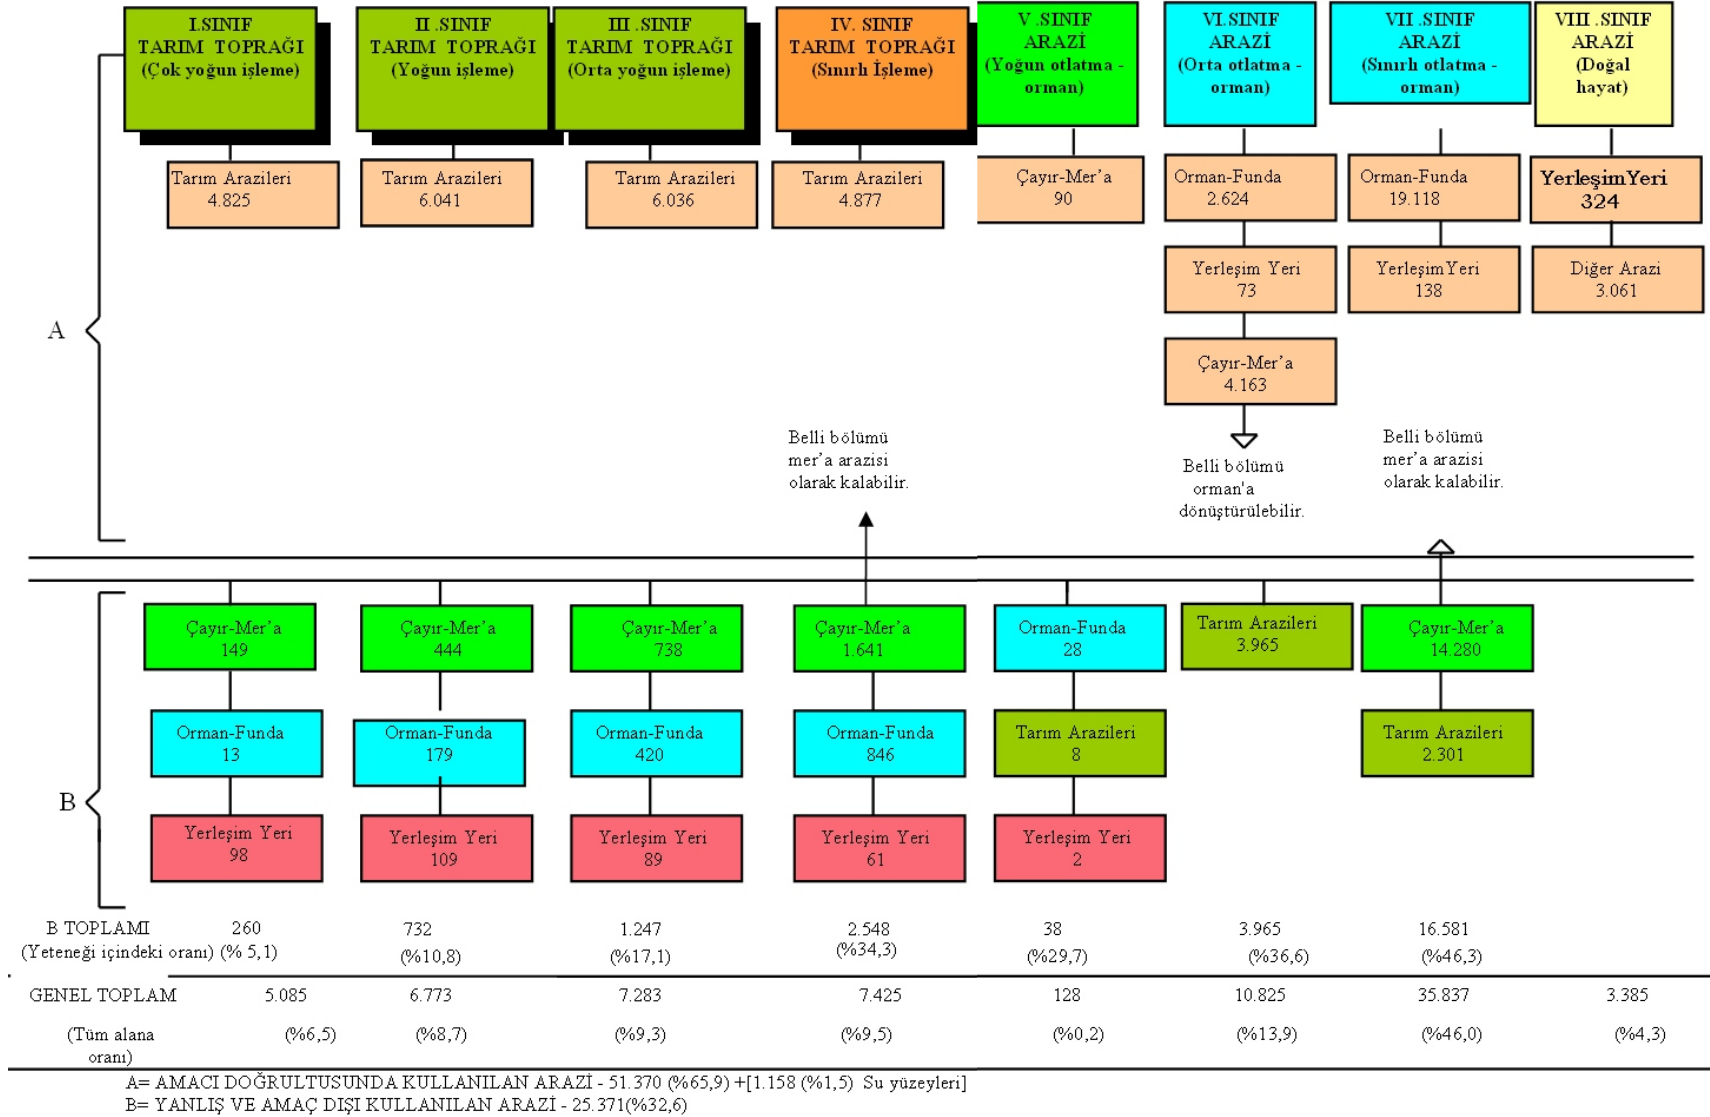 I.SINIF
TARIM TOPRAĞI
(Çok yoğun işleme)
II .SINIF
TARIM TOPRAĞI
(Yoğun işleme)
III .SINIF
TARIM TOPRAĞI
(Orta yoğun işleme)
IV. SINIF
TARIM TOPRAĞI
(Sınırlı İşleme)
V .SINIF
ARAZİ
(Yoğun otlatma -
orman)
VI.SINIF
ARAZİ
(Orta otlatma -
orman)
VII .SINIF
ARAZİ
(Sınırlı otlatma -
orman)
VIII .SINIF
ARAZİ
(Doğal
hayat)
Tarım Arazileri
4.825
Tarım Arazileri
6.041
Tarım Arazileri
6.036
Tarım Arazileri
4.877
Çayır-Mer’a
90
Orman-Funda
2.624
Orman-Funda
19.118
YerleşimYeri
324
Yerleşim Yeri
73
YerleşimYeri
138
Diğer Arazi
3.061
A
Çayır-Mer’a
4.163
Belli bölümü
mer’a arazisi
olarak kalabilir.
Belli bölümü
orman'a
dönüştürülebilir.
Belli bölümü
mer’a arazisi
olarak kalabilir.
Çayır-Mer’a
149
Çayır-Mer’a
444
Çayır-Mer’a
738
Çayır-Mer’a
1.641
Orman-Funda
28
Tarım Arazileri
3.965
Çayır-Mer’a
14.280
Orman-Funda
13
Orman-Funda
179
Orman-Funda
420
Orman-Funda
846
Tarım Arazileri
8
Tarım Arazileri
2.301
B
Yerleşim Yeri
98
Yerleşim Yeri
109
Yerleşim Yeri
89
Yerleşim Yeri
61
Yerleşim Yeri
2
B TOPLAMI 260 732 1.247 2.548 38 3.965 16.581
(Yeteneği içindeki oranı) (% 5,1) (%10,8) (%17,1) (%34,3) (%29,7) (%36,6) (%46,3)
GENEL TOPLAM 5.085 6.773 7.283 7.425 128 10.825 35.837 3.385
(Tüm alana (%6,5) (%8,7) (%9,3) (%9,5) (%0,2) (%13,9) (%46,0) (%4,3)
oranı)
A= AMACI DOĞRULTUSUNDA KULLANILAN ARAZİ - 51.370 (%65,9) +[1.158 (%1,5) Su yüzeyleri]
B= YANLIŞ VE AMAÇ DIŞI KULLANILAN ARAZİ - 25.371(%32,6)